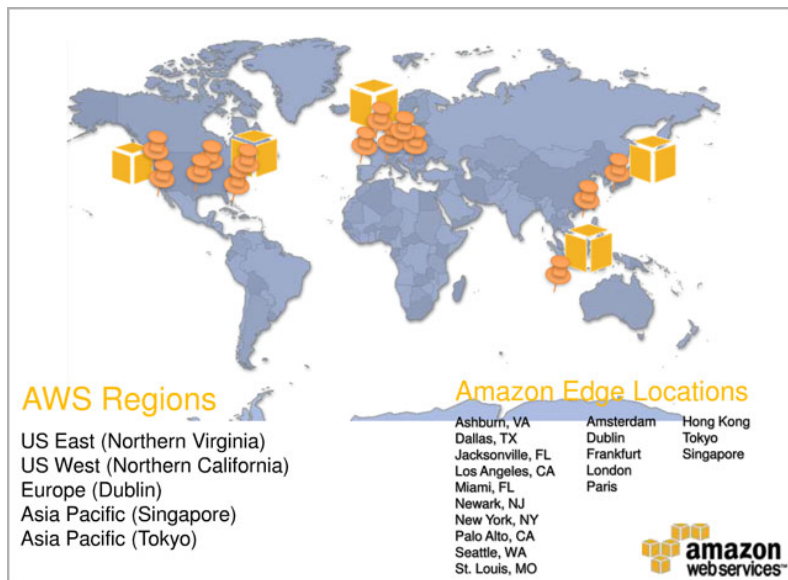 AWS Regions
US East (Northern Virginia)
US West (Northern California)
Europe (Dublin)
Asia Pacific (Singapore)
Asia Pacific (Tokyo)
Amazon Edge Locations
Ashburn, VA
Dallas, TX
Jacksonville, FL
Los Angeles, CA
Miami, FL
Newark, NJ
New York, NY
Palo Alto, CA
Seattle, WA
St. Louis, MO
Amsterdam
Dublin
Frankfurt
London
Paris
Hong Kong
Tokyo
Singapore
amazon
web services™